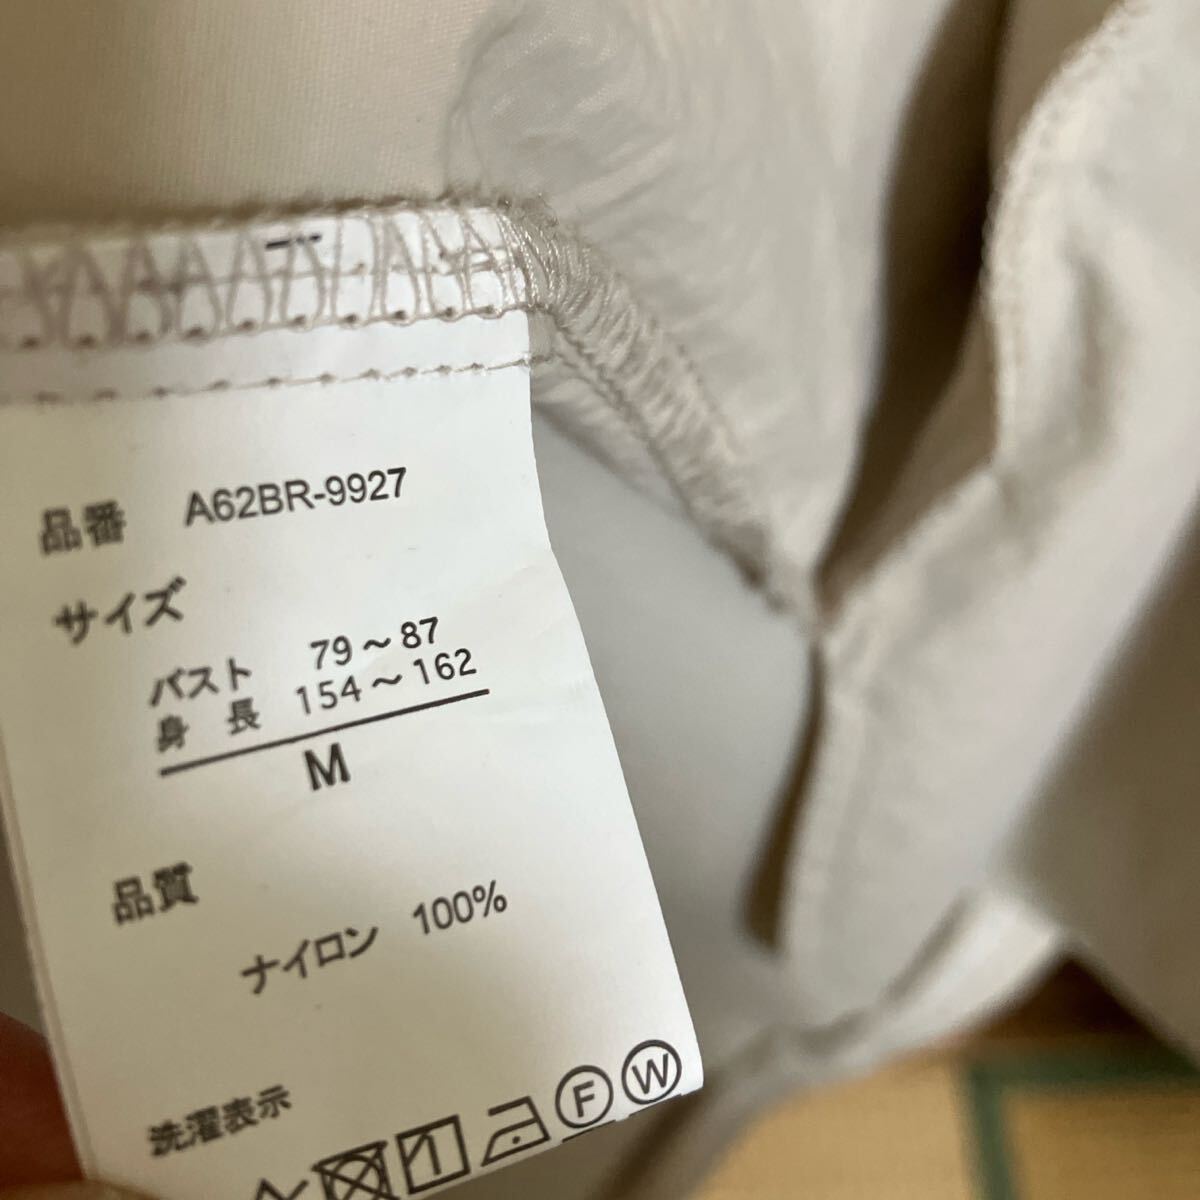 品番 A62BR-9927
サイズ
バスト 79～87
身 長 154～162
M
品質
ナイロン 100%
洗濯表示
F W